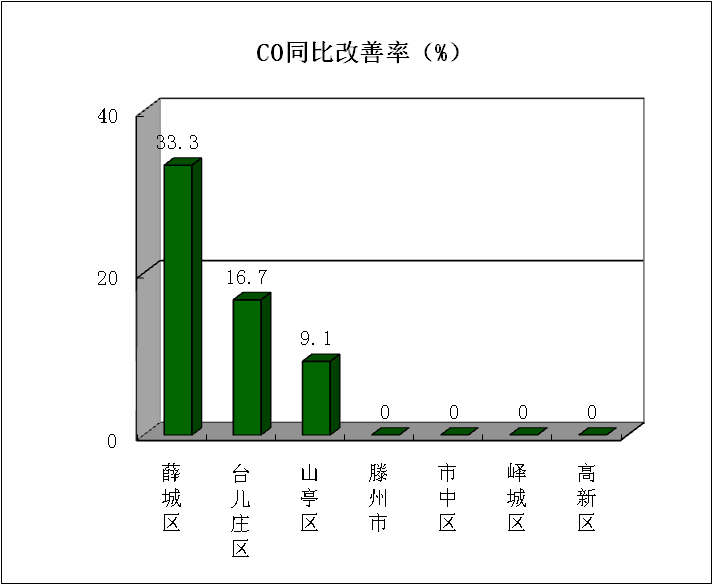 CO同比改善率（%）
40
33.3
20
16.7
9.1
0
0
0
0
0
薛城区
台儿庄区
山亭区
滕州市
市中区
峄城区
高新区